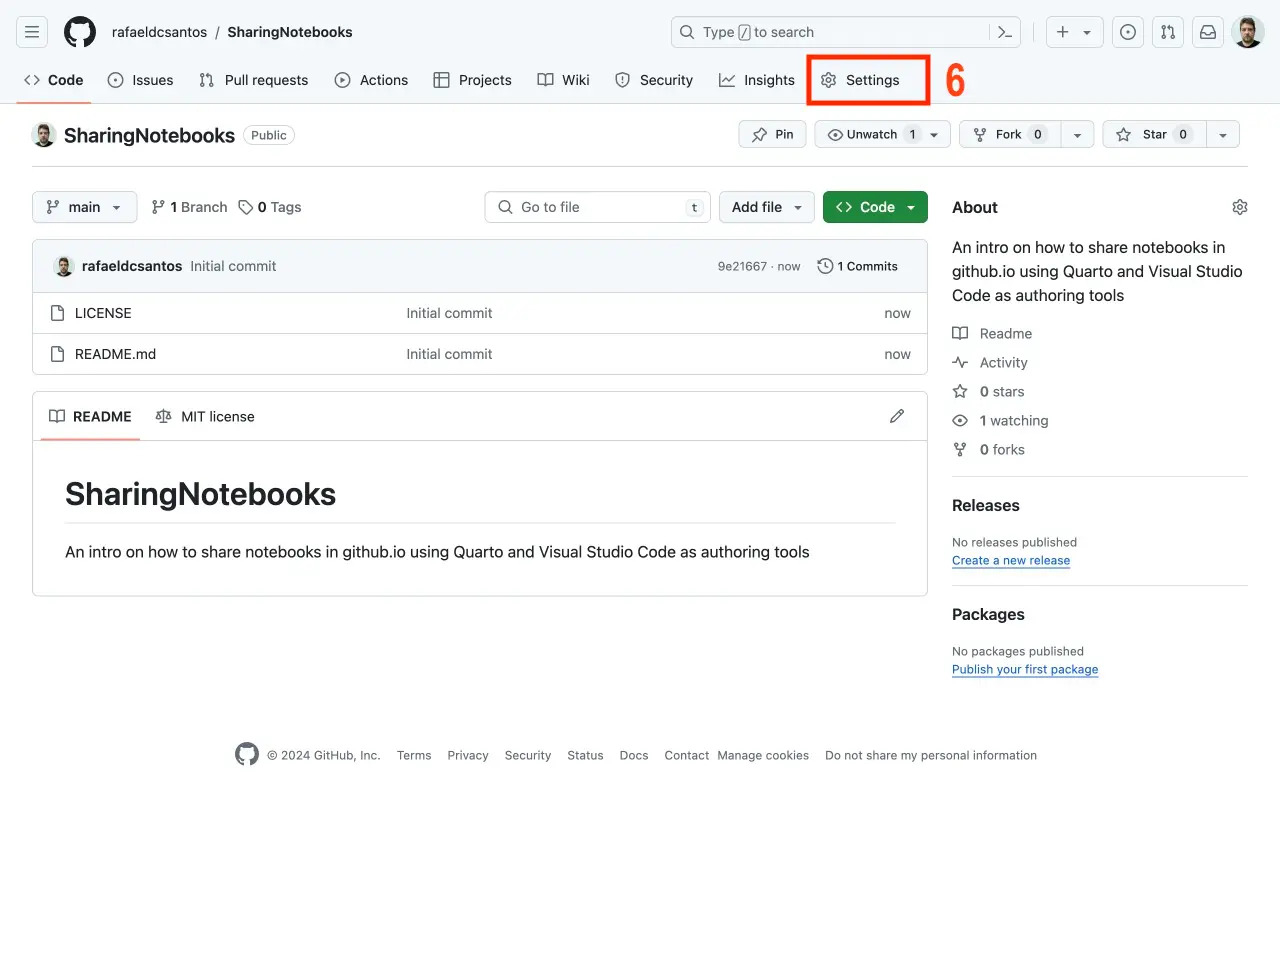 rafaeldcsantos / SharingNotebooks
Type / to search
Code Issues Pull requests Actions Projects Wiki Security Insights Settings 6
SharingNotebooks Public
Pin Unwatch 1 Fork 0 Star 0
main 1 Branch 0 Tags Go to file t Add file Code
rafaeldcsantos Initial commit 9e21667 · now 1 Commits
LICENSE Initial commit now
README.md Initial commit now
README MIT license
SharingNotebooks
An intro on how to share notebooks in github.io using Quarto and Visual Studio Code as authoring tools
About
An intro on how to share notebooks in
github.io using Quarto and Visual Studio
Code as authoring tools
Readme
Activity
0 stars
1 watching
0 forks
Releases
No releases published
Create a new release
Packages
No packages published
Publish your first package
© 2024 GitHub, Inc. Terms Privacy Security Status Docs Contact Manage cookies Do not share my personal information